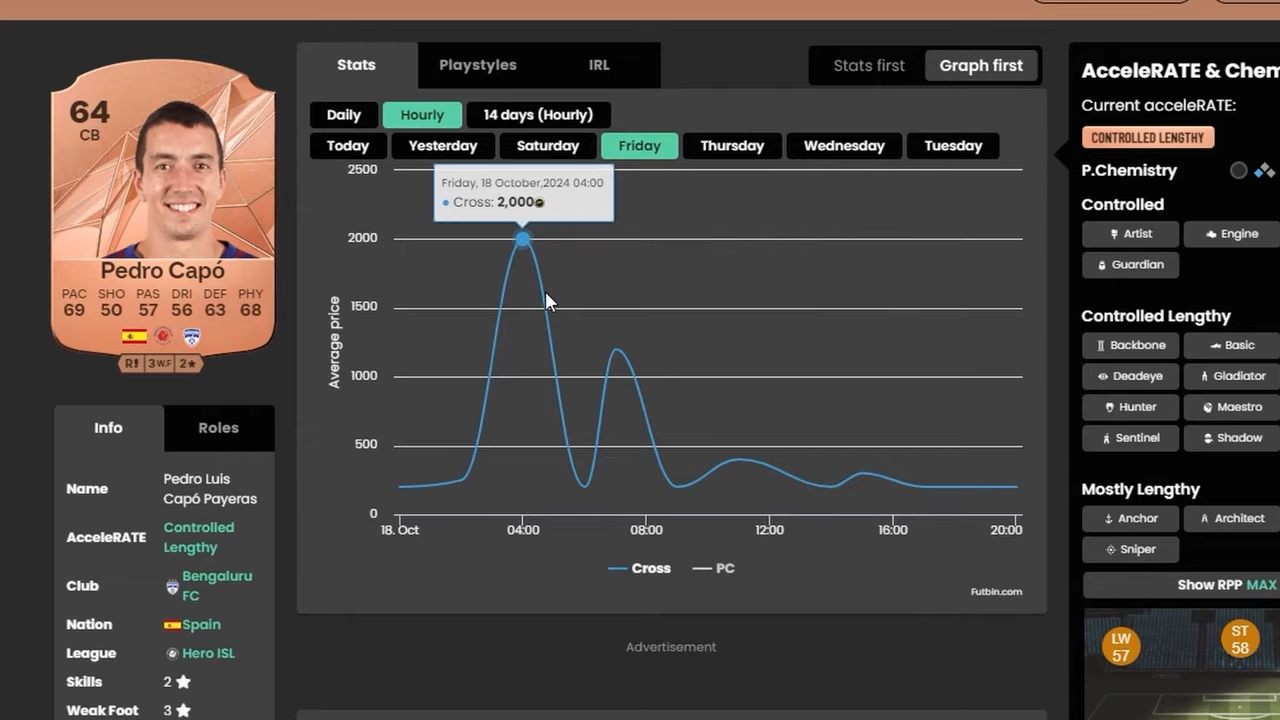 64
CB
Pedro Capó
PAC SHO PAS DRI DEF PHY
69 50 57 56 63 68
R 3 W.F 2★
Info Roles
Name Pedro Luis
Capó Payeras
AcceleRATE Controlled
Lengthy
Club Bengaluru
FC
Nation Spain
League Hero ISL
Skills 2 ★
Weak Foot 3 ★
Stats Playstyles IRL
Stats first Graph first
Daily Hourly 14 days (Hourly)
Today Yesterday Saturday Friday Thursday Wednesday Tuesday
Friday, 18 October,2024 04:00
Cross: 2,000
Average price
2500
2000
1500
1000
500
0
18. Oct 04:00 08:00 12:00 16:00 20:00
Cross PC
Futbin.com
Advertisement
AcceleRATE & Chem
Current acceleRATE:
CONTROLLED LENGTHY
P.Chemistry
Controlled
Artist Engine
Guardian
Controlled Lengthy
Backbone Basic
Deadeye Gladiator
Hunter Maestro
Sentinel Shadow
Mostly Lengthy
Anchor Architect
Sniper
Show RPP MAX
LW
57
ST
58